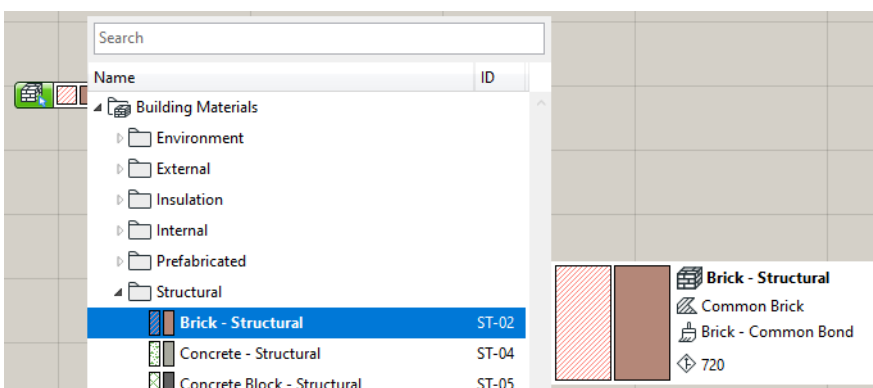 Search
Name ID
Building Materials
Environment
External
Insulation
Internal
Prefabricated
Structural
Brick - Structural ST-02
Concrete - Structural ST-04
Concrete Block - Structural ST-05
Brick - Structural
Common Brick
Brick - Common Bond
720